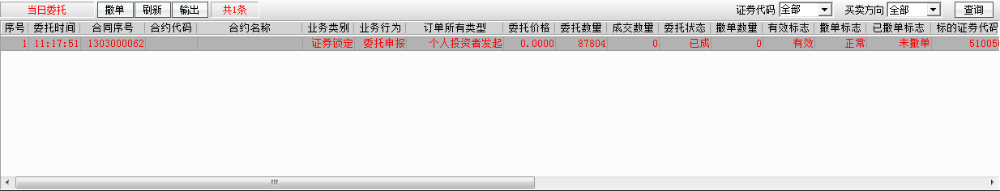 当日委托 撤单 刷新 输出 共1条 证券代码 全部 买卖方向 全部 查询
序号 委托时间 合同序号 合约代码 合约名称 业务类别 业务行为 订单所有类型 委托价格 委托数量 成交数量 委托状态 撤单数量 有效标志 撤单标志 已撤单标志 标的证券代码
1 11:17:51 1303000062 证券锁定 委托申报 个人投资者发起 0.0000 87804 0 已成 0 有效 正常 未撤单 51005